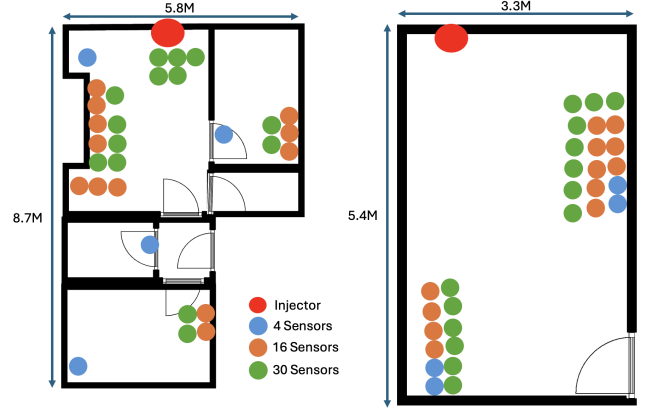 5.8M
3.3M
8.7M
5.4M
Injector
4 Sensors
16 Sensors
30 Sensors